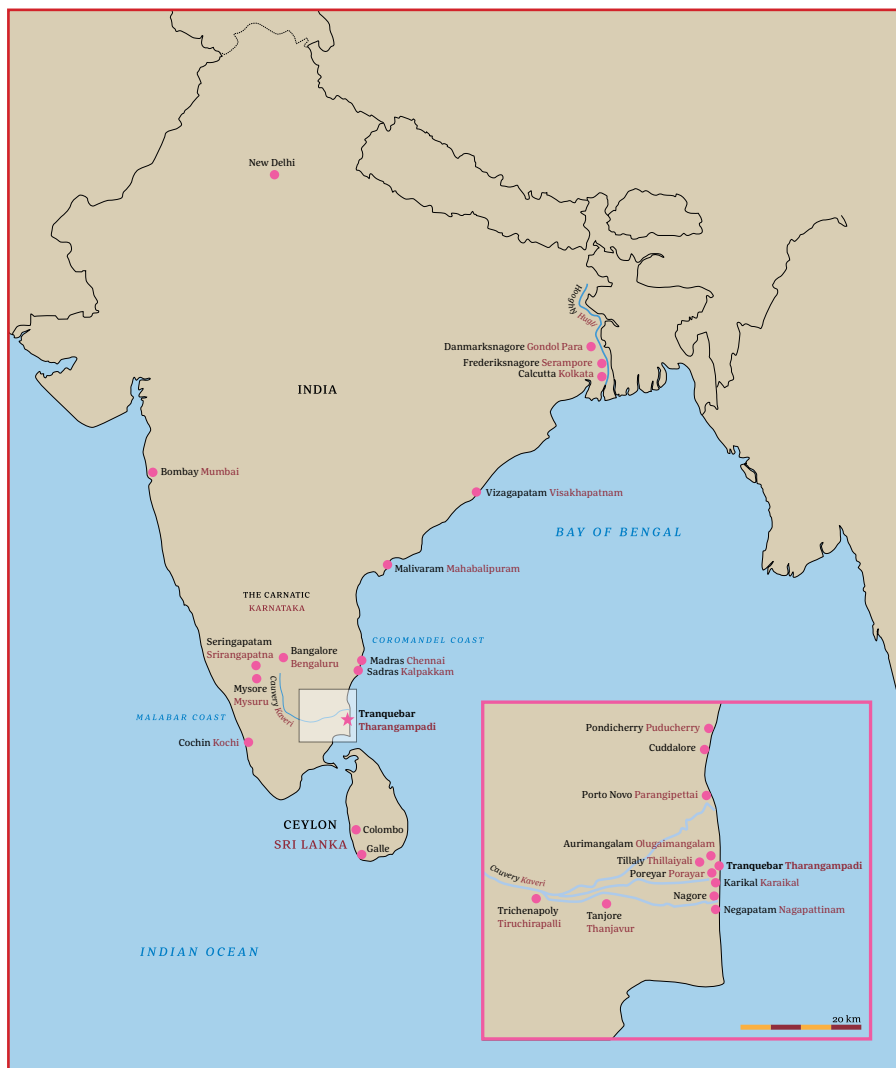 New Delhi
Hooghly Hugli
Danmarksnagore Gondol Para
Frederiksnagore Serampore
Calcutta Kolkata
INDIA
Bombay Mumbai
Vizagapatam Visakhapatnam
BAY OF BENGAL
Malivaram Mahabalipuram
THE CARNATIC
KARNATAKA
COROMANDEL COAST
Seringapatam
Srirangapatna
Bangalore
Bengaluru
Madras Chennai
Sadras Kalpakkam
Mysore
Mysuru
Cauvery Kaveri
MALABAR COAST
Tranquebar
Tharangampadi
Cochin Kochi
CEYLON
SRI LANKA
Colombo
Galle
INDIAN OCEAN
Pondicherry Puducherry
Cuddalore
Porto Novo Parangipettai
Aurimangalam Olugaimangalam
Tillaly Thillaiyali
Tranquebar Tharangampadi
Poreyar Porayar
Cauvery Kaveri
Karikal Karaikal
Nagore
Negapatam Nagapattinam
Trichenapoly
Tiruchirapalli
Tanjore
Thanjavur
20 km